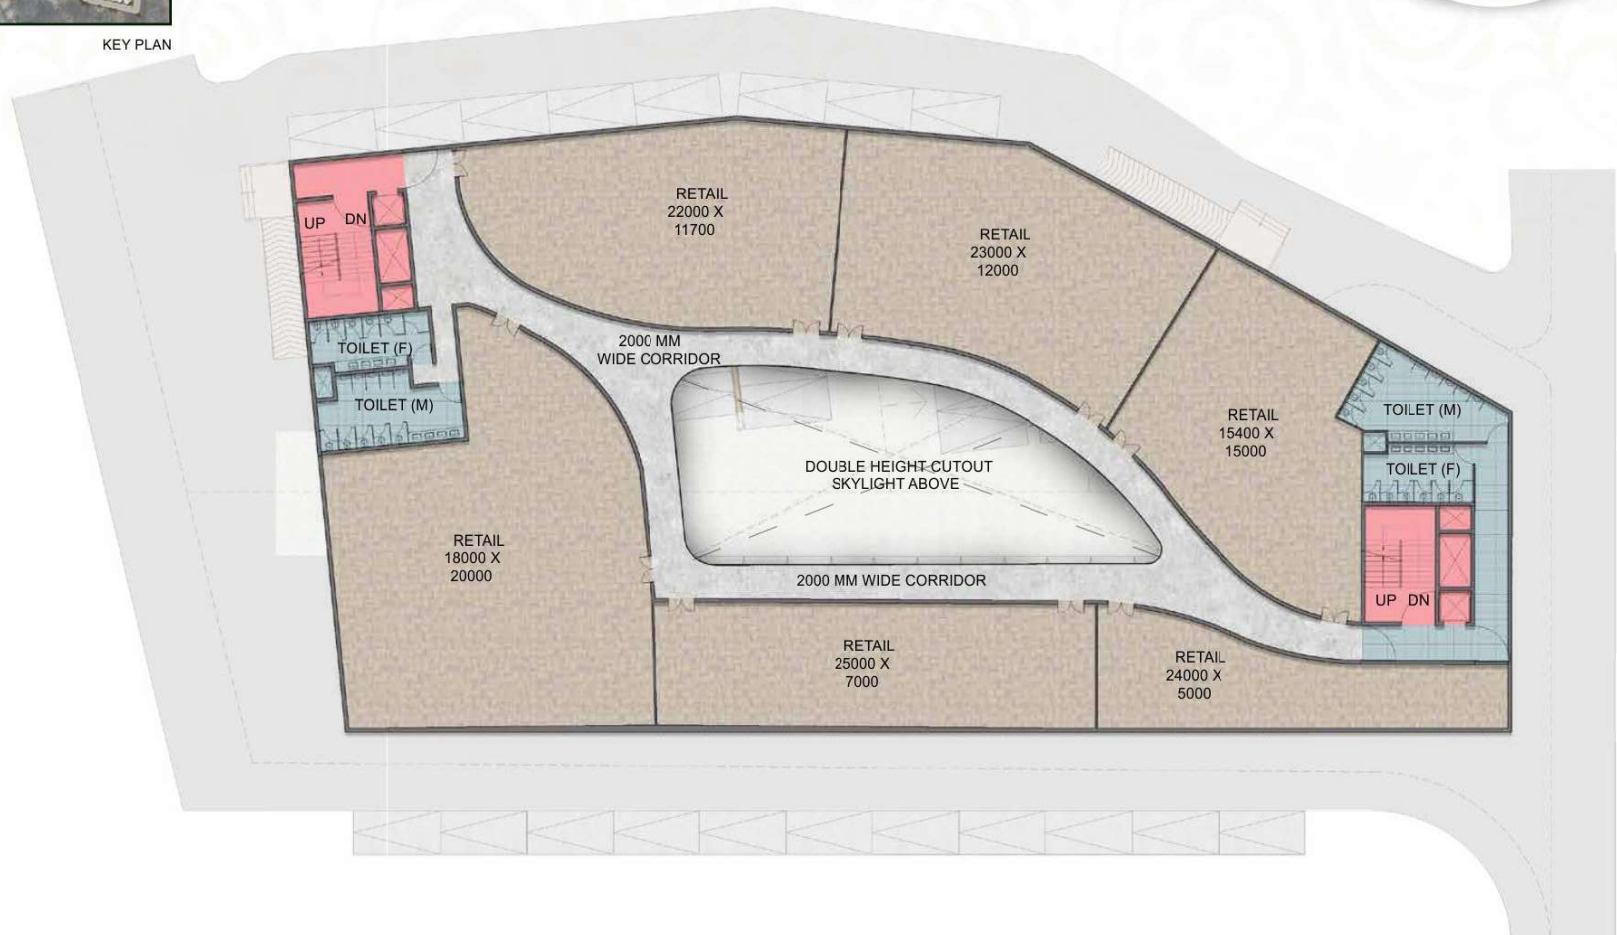 KEY PLAN
RETAIL
22000 X
11700
UP DN
RETAIL
23000 X
12000
2000 MM
WIDE CORRIDOR
TOILET (F)
TOILET (M)
RETAIL
15400 X
15000
TOILET (M)
TOILET (F)
DOUBLE HEIGHT CUTOUT
SKYLIGHT ABOVE
RETAIL
18000 X
20000
2000 MM WIDE CORRIDOR
UP DN
RETAIL
25000 X
7000
RETAIL
24000 X
5000